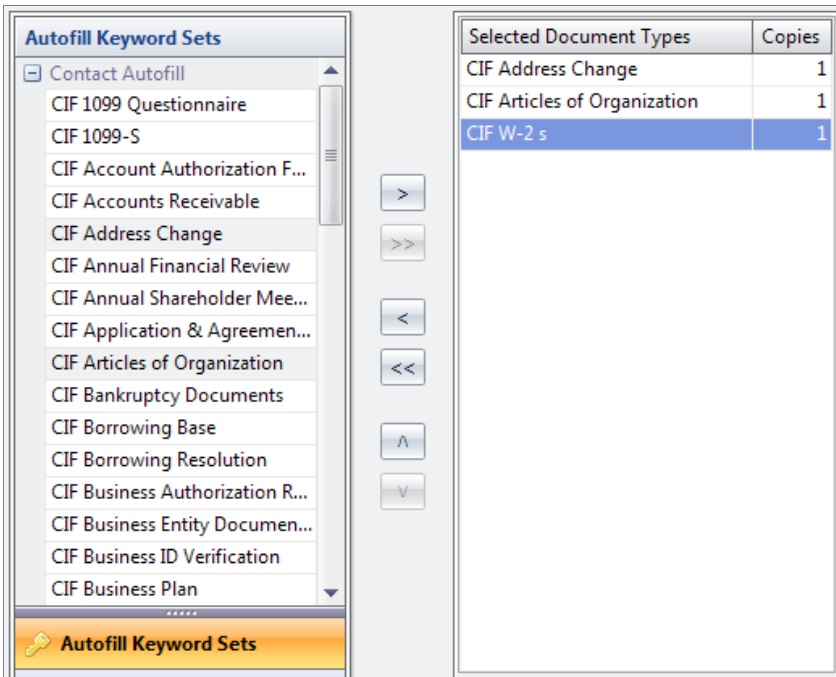 Autofill Keyword Sets
Contact Autofill
CIF 1099 Questionnaire
CIF 1099-S
CIF Account Authorization F...
CIF Accounts Receivable
CIF Address Change
CIF Annual Financial Review
CIF Annual Shareholder Mee...
CIF Application & Agreemen...
CIF Articles of Organization
CIF Bankruptcy Documents
CIF Borrowing Base
CIF Borrowing Resolution
CIF Business Authorization R...
CIF Business Entity Documen...
CIF Business ID Verification
CIF Business Plan
Autofill Keyword Sets
>
>>
<
<<
Selected Document Types Copies
CIF Address Change 1
CIF Articles of Organization 1
CIF W-2 s 1